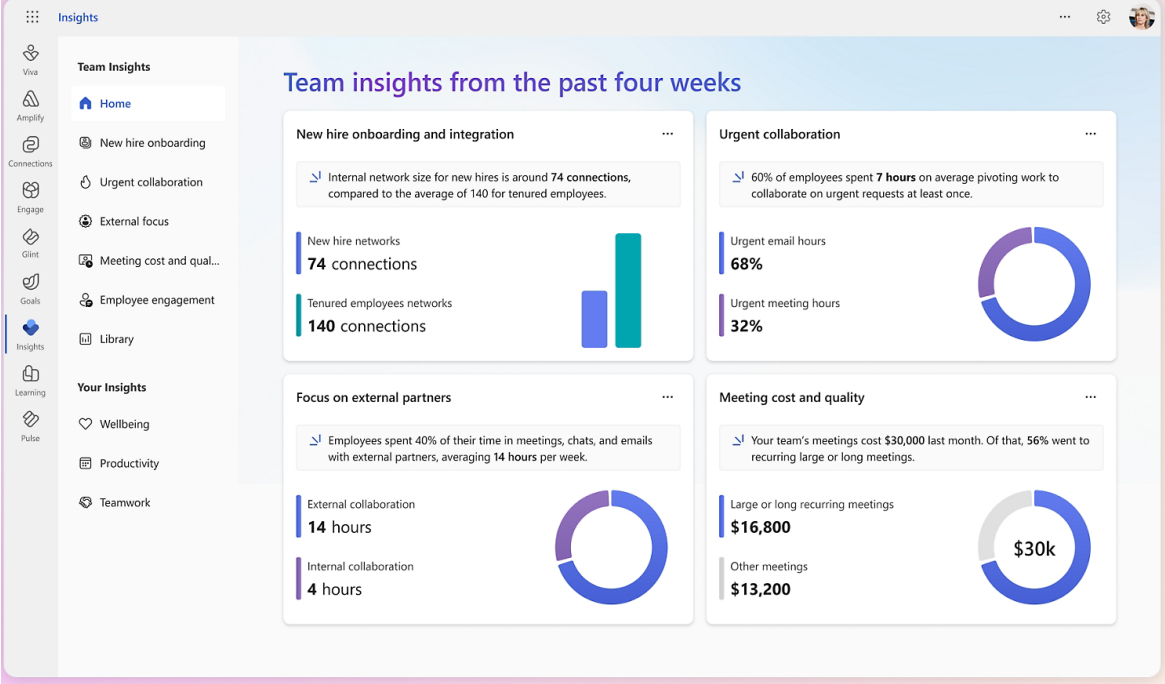 Insights
Viva
Amplify
Connections
Engage
Glint
Goals
Insights
Learning
Pulse
Team Insights
Home
New hire onboarding
Urgent collaboration
External focus
Meeting cost and qual...
Employee engagement
Library
Your Insights
Wellbeing
Productivity
Teamwork
Team insights from the past four weeks
New hire onboarding and integration
Internal network size for new hires is around 74 connections,
compared to the average of 140 for tenured employees.
New hire networks
74 connections
Tenured employees networks
140 connections
Urgent collaboration
60% of employees spent 7 hours on average pivoting work to
collaborate on urgent requests at least once.
Urgent email hours
68%
Urgent meeting hours
32%
Focus on external partners
Employees spent 40% of their time in meetings, chats, and emails
with external partners, averaging 14 hours per week.
External collaboration
14 hours
Internal collaboration
4 hours
Meeting cost and quality
Your team's meetings cost $30,000 last month. Of that, 56% went to
recurring large or long meetings.
Large or long recurring meetings
$16,800
Other meetings
$13,200
$30k